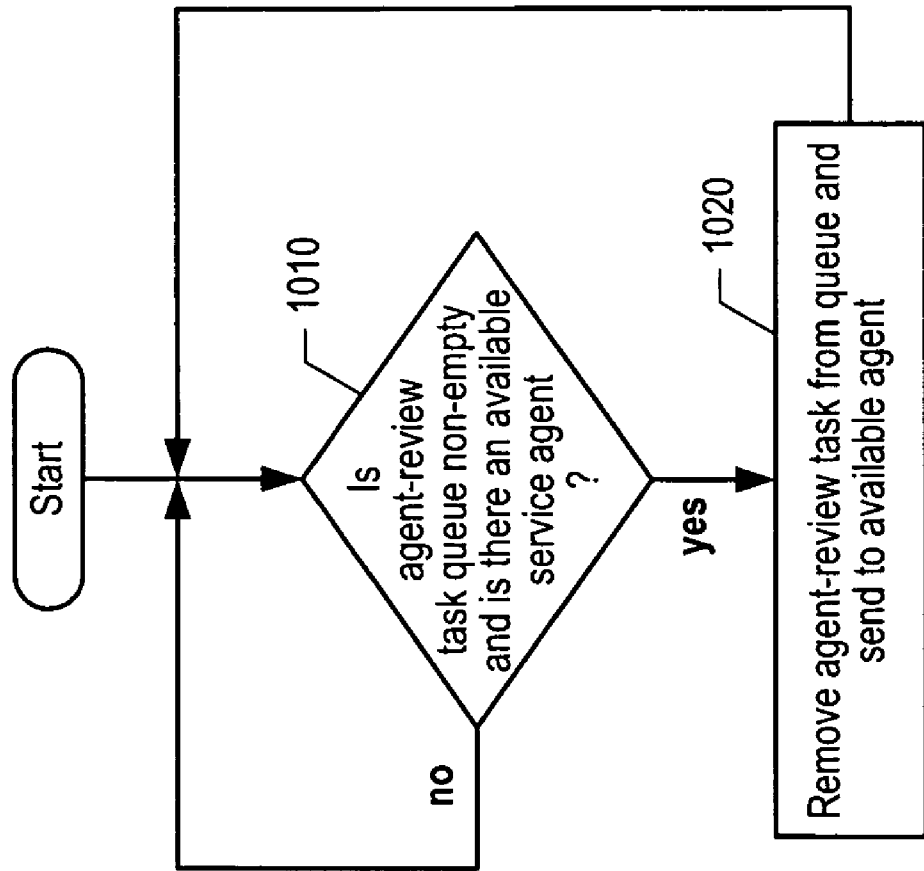 Start
1010
Is
agent-review
task queue non-empty
and is there an available
service agent
?
no
yes
1020
Remove agent-review task from queue and
send to available agent